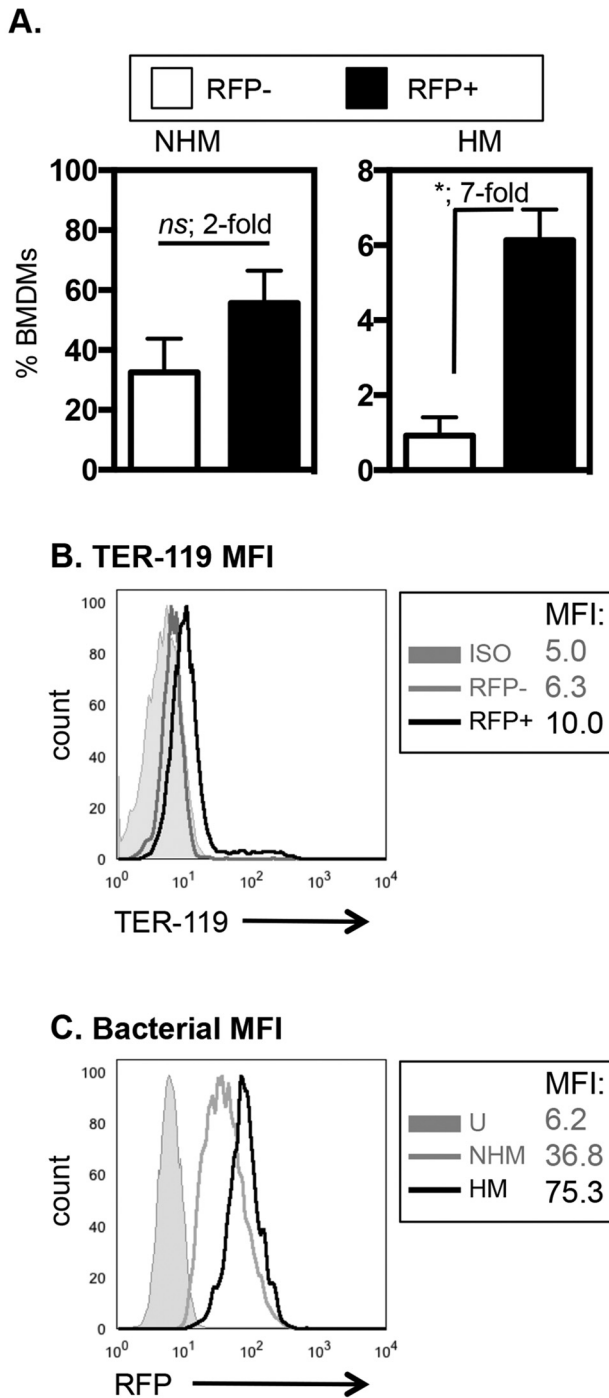 A.
RFP- RFP+
NHM HM
100 8
80 6
60 4
40 2
20 0
0
% BMDMs
ns; 2-fold
*; 7-fold
B. TER-119 MFI
100
80
60
40
20
0
count
10^0 10^1 10^2 10^3 10^4
TER-119
MFI:
ISO 5.0
RFP- 6.3
RFP+ 10.0
C. Bacterial MFI
100
80
60
40
20
0
count
10^0 10^1 10^2 10^3 10^4
RFP
MFI:
U 6.2
NHM 36.8
HM 75.3